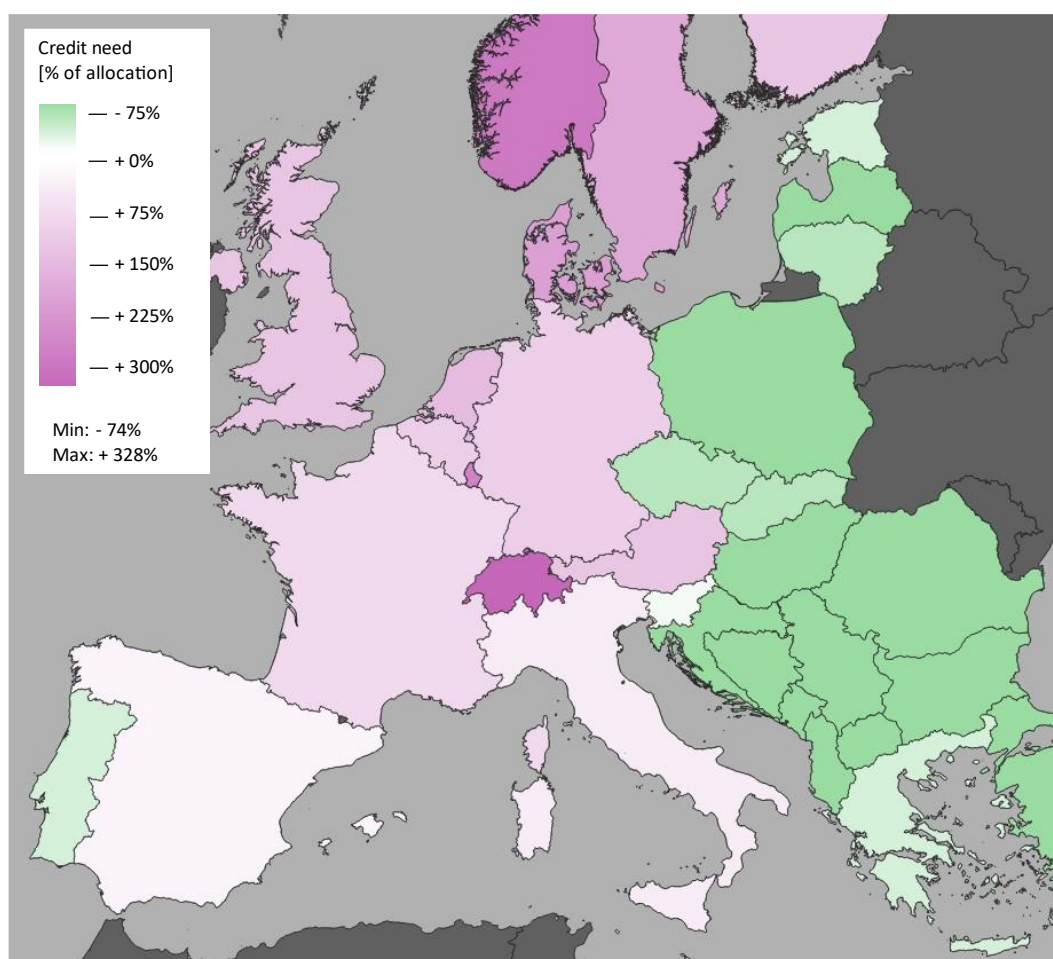 Credit need
[% of allocation]
- 75%
+ 0%
+ 75%
+ 150%
+ 225%
+ 300%
Min: - 74%
Max: + 328%